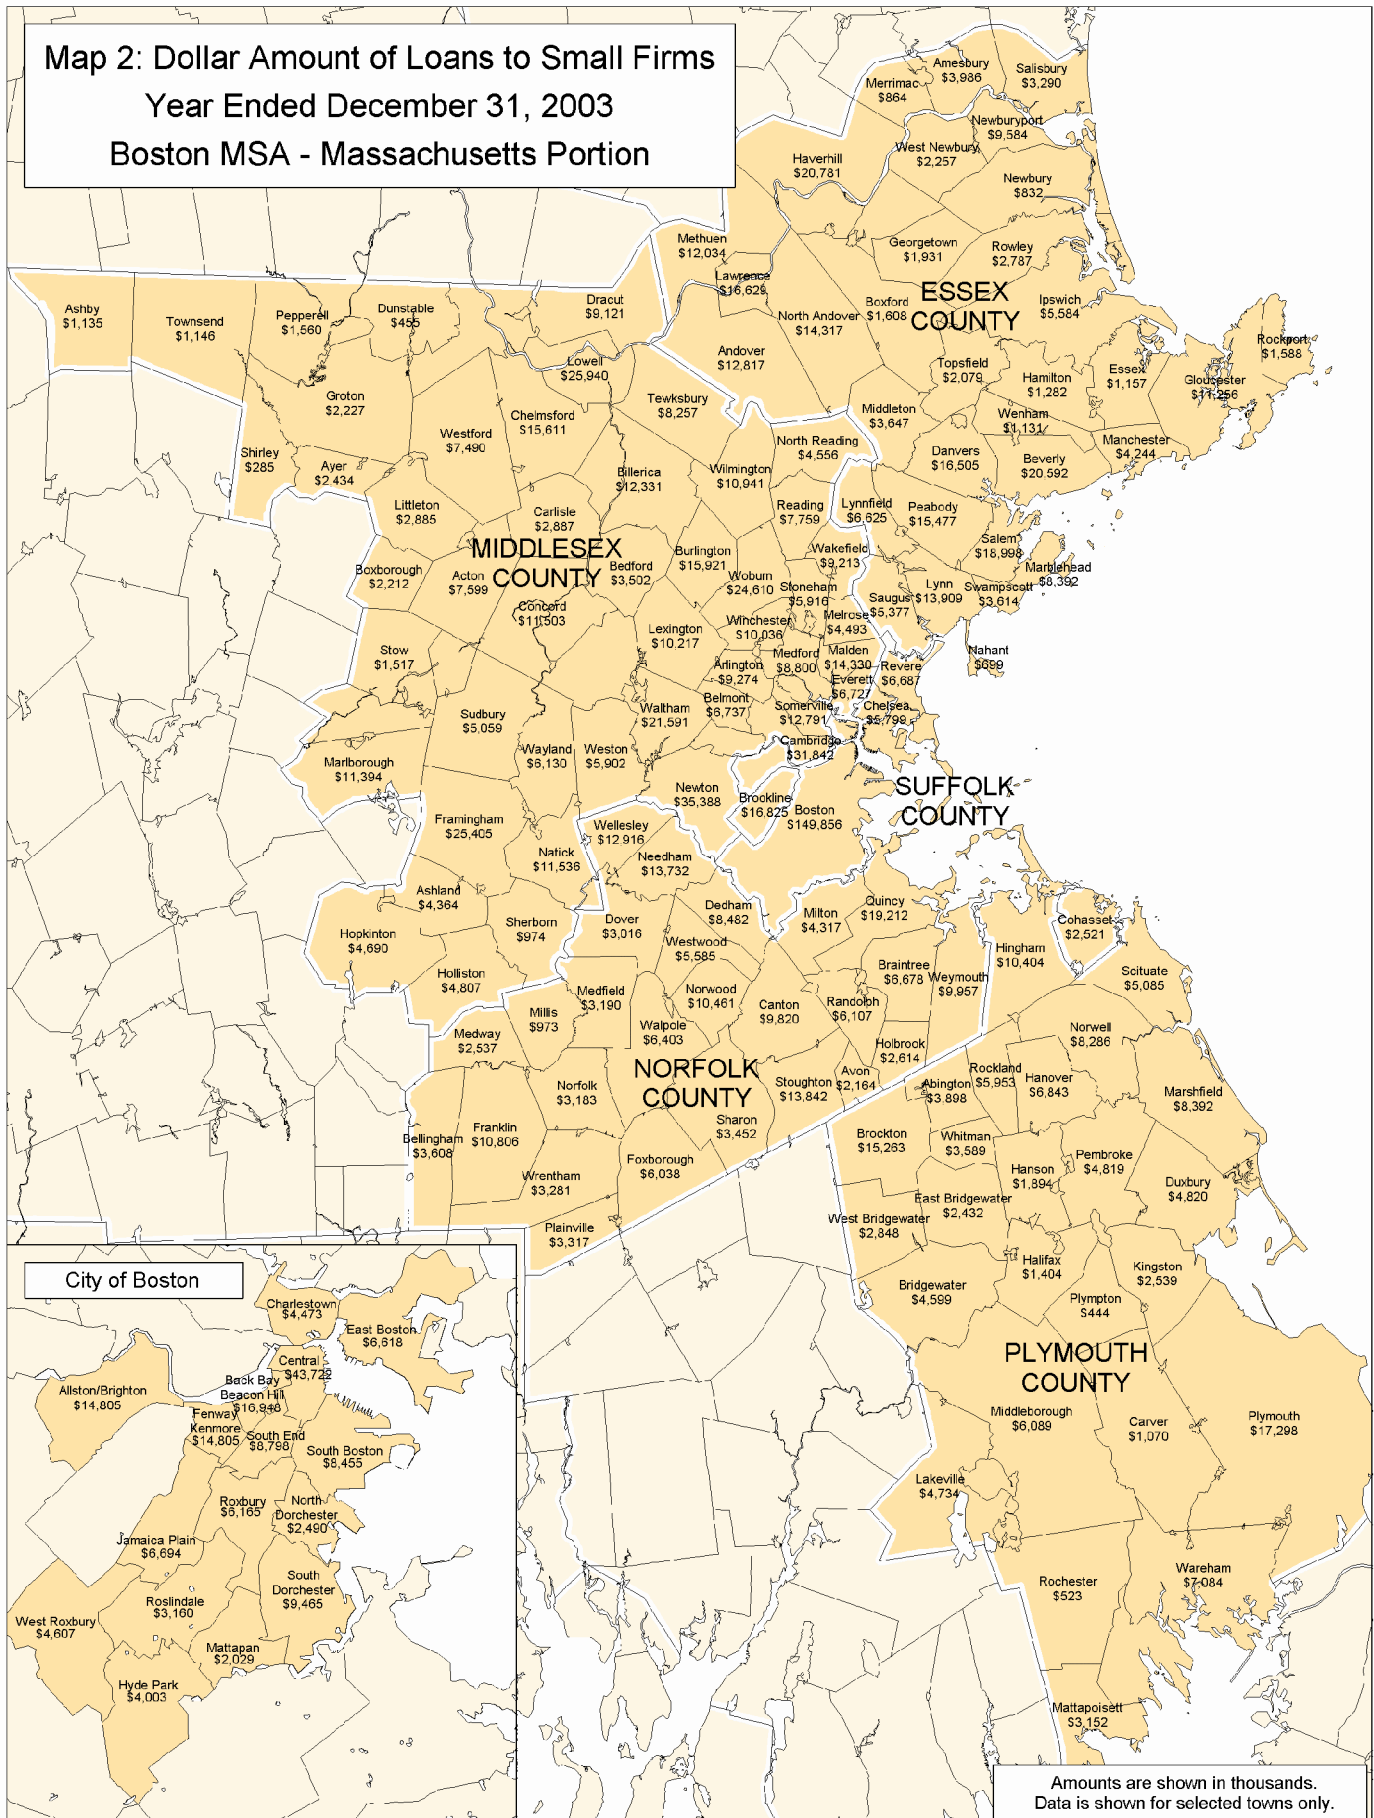 Map 2: Dollar Amount of Loans to Small Firms
Year Ended December 31, 2003
Boston MSA - Massachusetts Portion
Merrimac
$864
Amesbury
$3,986
Salisbury
$3,290
Newburyport
$9,584
West Newbury
$2,257
Haverhill
$20,781
Newbury
$832
Methuen
$12,034
Georgetown
$1,931
Rowley
$2,787
Lawrence
$16,629
ESSEX
COUNTY
Ipswich
$5,584
Boxford
$1,608
North Andover
$14,317
Andover
$12,817
Rockport
$1,588
Topsfield
$2,079
Hamilton
$1,282
Essex
$1,157
Gloucester
$11,256
Middleton
$3,647
Wenham
$1,131
Manchester
$4,244
Danvers
$16,505
Beverly
$20,592
Ashby
$1,135
Townsend
$1,146
Pepperell
$1,560
Dunstable
$455
Dracut
$9,121
Lowell
$25,940
Groton
$2,227
Chelmsford
$15,611
Tewksbury
$8,257
Westford
$7,490
North Reading
$4,556
Shirley
$285
Ayer
$2,434
Billerica
$12,331
Wilmington
$10,941
Littleton
$2,885
Carlisle
$2,887
Reading
$7,759
Lynnfield
$6,625
Peabody
$15,477
Salem
$18,998
Marblehead
$8,392
MIDDLESEX
COUNTY
Boxborough
$2,212
Acton
$7,599
Bedford
$3,502
Burlington
$15,921
Wakefield
$9,213
Woburn
$24,610
Stoneham
$5,916
Saugus
$5,377
Lynn
$13,909
Swampscott
$3,614
Concord
$11,503
Lexington
$10,217
Winchester
$10,036
Melrose
$4,493
Nahant
$699
Stow
$1,517
Arlington
$9,274
Medford
$8,800
Malden
$14,330
Revere
$6,687
Everett
$6,727
Sudbury
$5,059
Waltham
$21,591
Belmont
$6,737
Somerville
$12,791
Chelsea
$5,799
Marlborough
$11,394
Wayland
$6,130
Weston
$5,902
Cambridge
$31,842
Newton
$35,388
Brookline
$16,825
Boston
$149,856
SUFFOLK
COUNTY
Framingham
$25,405
Natick
$11,536
Wellesley
$12,916
Needham
$13,732
Ashland
$4,364
Sherborn
$974
Hopkinton
$4,690
Holliston
$4,807
Dover
$3,016
Dedham
$8,482
Westwood
$5,585
Milton
$4,317
Quincy
$19,212
Cohasset
$2,521
Hingham
$10,404
Scituate
$5,085
Braintree
$6,678
Weymouth
$9,957
Medfield
$3,190
Norwood
$10,461
Canton
$9,820
Randolph
$6,107
Millis
$973
Medway
$2,537
Walpole
$6,403
Norwell
$8,286
Holbrook
$2,614
NORFOLK
COUNTY
Norfolk
$3,183
Stoughton
$13,842
Avon
$2,164
Abington
$3,898
Rockland
$5,953
Hanover
$6,843
Marshfield
$8,392
Sharon
$3,452
Bellingham
$3,608
Franklin
$10,806
Brockton
$15,263
Whitman
$3,589
Foxborough
$6,038
Wrentham
$3,281
Hanson
$1,894
Pembroke
$4,819
Duxbury
$4,820
East Bridgewater
$2,432
West Bridgewater
$2,848
Plainville
$3,317
Halifax
$1,404
Kingston
$2,539
Bridgewater
$4,599
Plympton
$444
PLYMOUTH
COUNTY
Middleborough
$6,089
Carver
$1,070
Plymouth
$17,298
Lakeville
$4,734
Rochester
$523
Wareham
$7,084
Mattapoisett
$3,152
City of Boston
Charlestown
$4,473
East Boston
$6,618
Central
$43,722
Allston/Brighton
$14,805
Back Bay
Beacon Hill
$16,948
Fenway
Kenmore
$14,805
South End
$8,798
South Boston
$8,455
Roxbury
$6,165
North
Dorchester
$2,490
Jamaica Plain
$6,694
South
Dorchester
$9,465
Roslindale
$3,160
West Roxbury
$4,607
Mattapan
$2,029
Hyde Park
$4,003
Amounts are shown in thousands.
Data is shown for selected towns only.